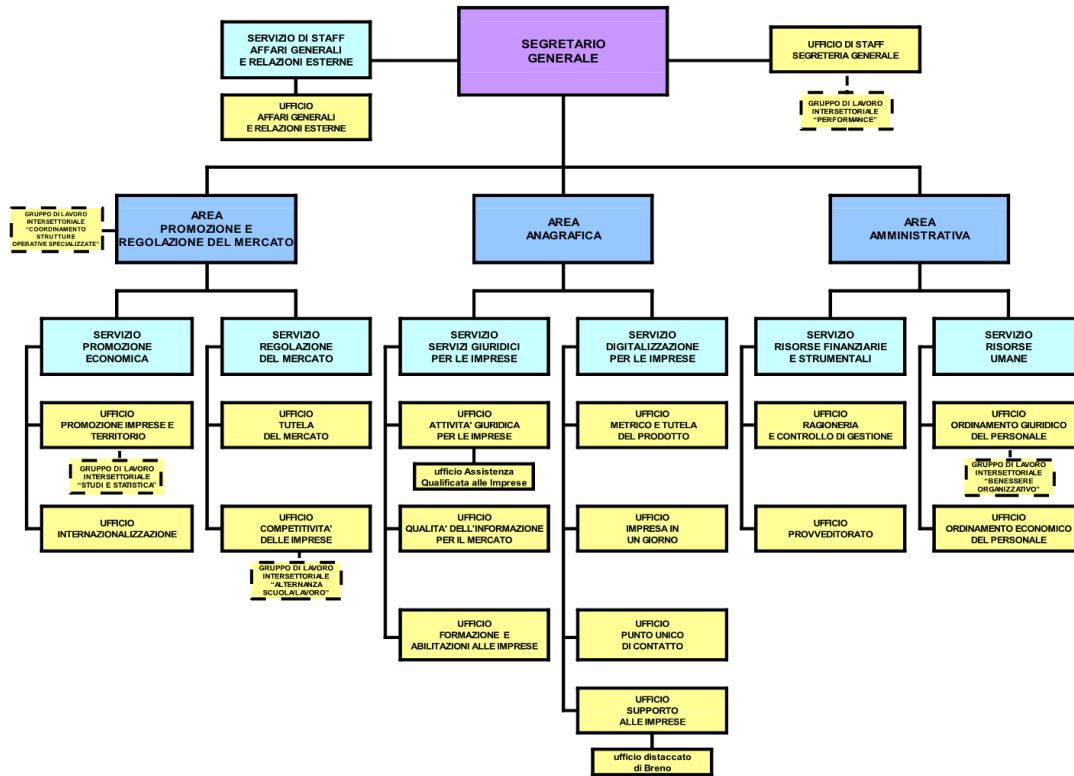 SERVIZIO DI STAFF
AFFARI GENERALI
E RELAZIONI ESTERNE
SEGRETARIO
GENERALE
UFFICIO DI STAFF
SEGRETERIA GENERALE
UFFICIO
AFFARI GENERALI
E RELAZIONI ESTERNE
GRUPPO DI LAVORO
INTERSETTORIALE
"PERFORMANCE"
GRUPPO DI LAVORO
INTERSETTORIALE
"COORDINAMENTO
STRUTTURE
OPERATIVE SPECIALIZZATE"
AREA
PROMOZIONE E
REGOLAZIONE DEL MERCATO
AREA
ANAGRAFICA
AREA
AMMINISTRATIVA
SERVIZIO
PROMOZIONE
ECONOMICA
SERVIZIO
REGOLAZIONE
DEL MERCATO
SERVIZIO
SERVIZI GIURIDICI
PER LE IMPRESE
SERVIZIO
DIGITALIZZAZIONE
PER LE IMPRESE
SERVIZIO
RISORSE FINANZIARIE
E STRUMENTALI
SERVIZIO
RISORSE
UMANE
UFFICIO
PROMOZIONE IMPRESE E
TERRITORIO
UFFICIO
TUTELA
DEL MERCATO
UFFICIO
ATTIVITA' GIURIDICA
PER LE IMPRESE
UFFICIO
METRICO E TUTELA
DEL PRODOTTO
UFFICIO
RAGIONERIA
E CONTROLLO DI GESTIONE
UFFICIO
ORDINAMENTO GIURIDICO
DEL PERSONALE
GRUPPO DI LAVORO
INTERSETTORIALE
"STUDI E STATISTICA"
ufficio Assistenza
Qualificata alle Imprese
GRUPPO DI LAVORO
INTERSETTORIALE
"BENESSERE
ORGANIZZATIVO"
UFFICIO
INTERNAZIONALIZZAZIONE
UFFICIO
COMPETITIVITA'
DELLE IMPRESE
UFFICIO
QUALITA' DELL'INFORMAZIONE
PER IL MERCATO
UFFICIO
IMPRESA IN
UN GIORNO
UFFICIO
PROVVEDITORATO
UFFICIO
ORDINAMENTO ECONOMICO
DEL PERSONALE
GRUPPO DI LAVORO
INTERSETTORIALE
"ALTERNANZA
SCUOLA/LAVORO"
UFFICIO
FORMAZIONE E
ABILITAZIONI ALLE IMPRESE
UFFICIO
PUNTO UNICO
DI CONTATTO
UFFICIO
SUPPORTO
ALLE IMPRESE
ufficio distaccato
di Breno